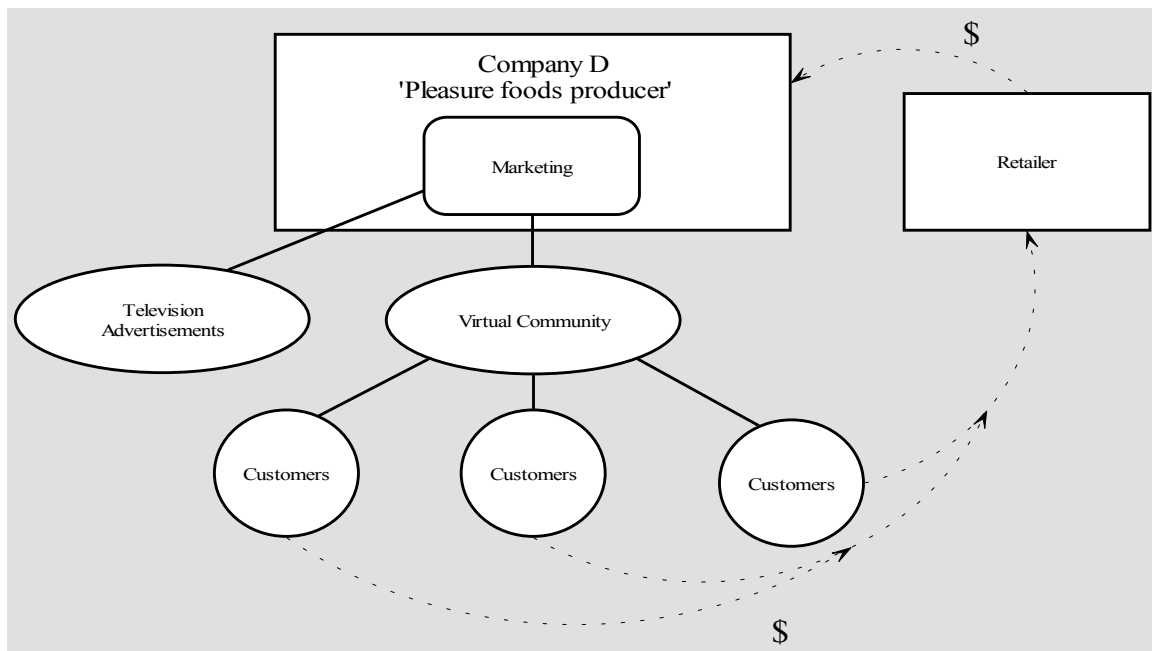 $
Company D
'Pleasure foods producer'
Marketing
Retailer
Television
Advertisements
Virtual Community
Customers
Customers
Customers
$